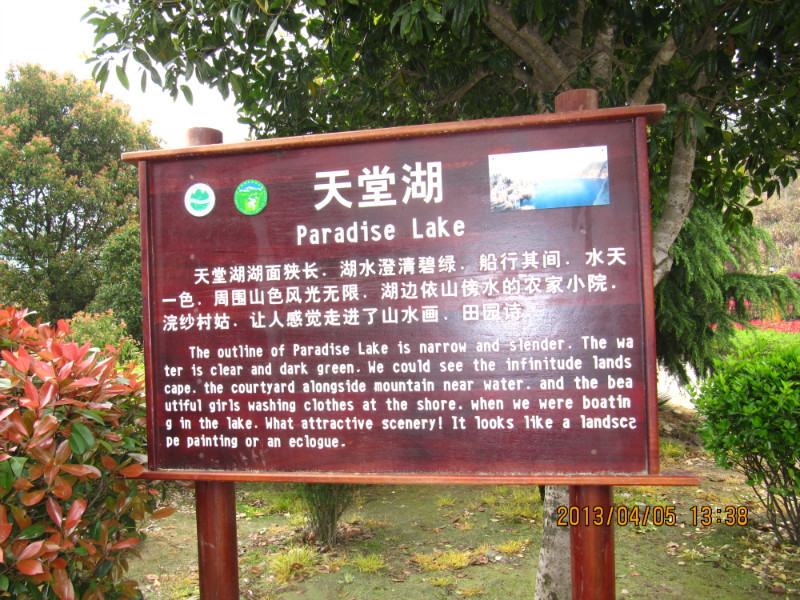 天堂湖
Paradise Lake
天堂湖湖面狭长．湖水澄清碧绿．船行其间．水天
一色．周围山色风光无限．湖边依山傍水的农家小院．
浣纱村姑．让人感觉走进了山水画．田园诗．
The outline of Paradise Lake is narrow and slender. The wa
ter is clear and dark green. We could see the infinitude lands
cape. the courtyard alongside mountain near water. and the bea
utiful girls washing clothes at the shore. when we were boatin
g in the lake. What attractive scenery! It looks like a landsca
pe painting or an eclogue.
2013/04/05 13:38